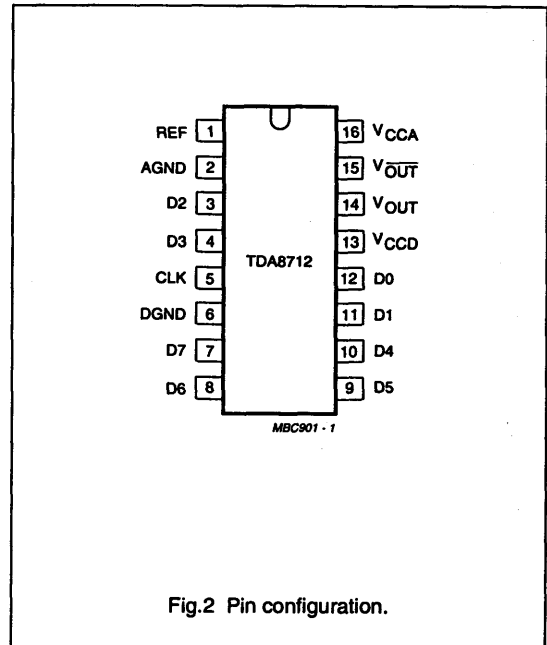 REF 1 16 VCCA
AGND 2 15 V̅O̅U̅T̅
D2 3 14 VOUT
D3 4 13 VCCD
TDA8712
CLK 5 12 D0
DGND 6 11 D1
D7 7 10 D4
D6 8 9 D5
MBC901 - 1
Fig.2 Pin configuration.